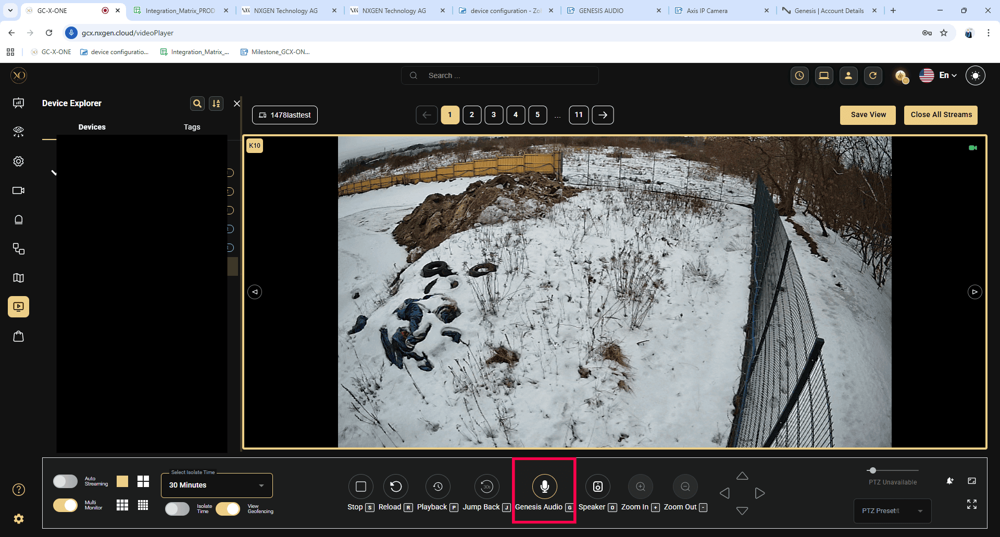 GC-X-ONE
Integration_Matrix_PROD
NXGEN Technology AG
NXGEN Technology AG
device configuration - Zo
GENESIS AUDIO
Axis IP Camera
Genesis | Account Details
gcx.nxgen.cloud/videoPlayer
GC-X-ONE
device configuratio...
Integration_Matrix_...
Milestone_GCX-ON...
XO
Search ...
En
Device Explorer
Devices
Tags
1478lasttest
1
2
3
4
5
...
11
Save View
Close All Streams
K10
Auto
Streaming
Multi
Monitor
Select Isolate Time
30 Minutes
Isolate
Time
View
Geofencing
Stop S
Reload R
Playback P
30s
Jump Back J
Genesis Audio G
Speaker O
Zoom In +
Zoom Out -
PTZ Unavailable
PTZ Preset